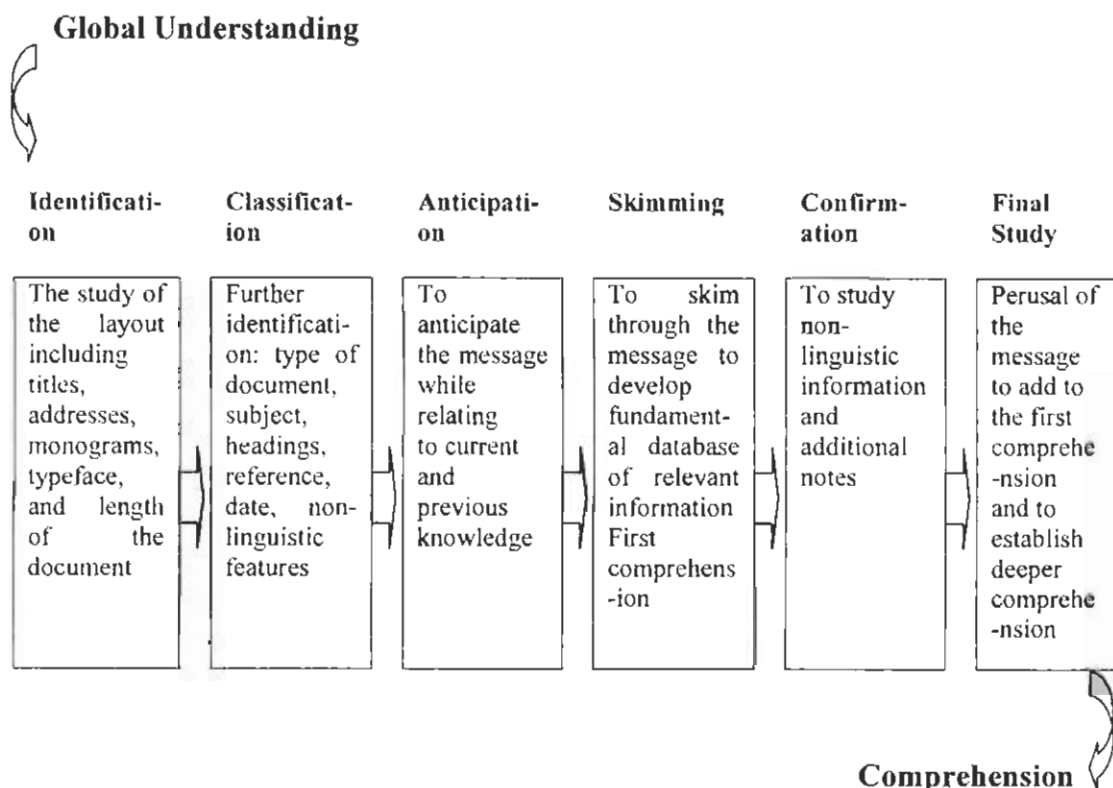 Global Understanding
Identificati-
on
The study of
the layout
including
titles,
addresses,
monograms,
typeface,
and length
of the
document
Classificat-
ion
Further
identificati-
on: type of
document,
subject,
headings,
reference,
date, non-
linguistic
features
Anticipati-
on
To
anticipate
the message
while
relating
to current
and
previous
knowledge
Skimming
To skim
through the
message to
develop
fundament-
al database
of relevant
information
First
comprehens
-ion
Confirm-
ation
To study
non-
linguistic
information
and
additional
notes
Final
Study
Perusal of
the
message
to add to
the first
comprehe
-nsion
and to
establish
deeper
comprehe
-nsion
Comprehension